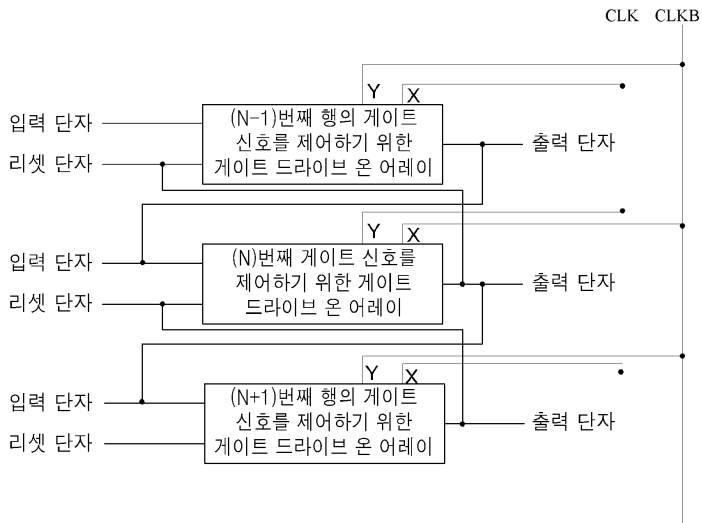 CLK CLKB
Y X
입력 단자
(N-1)번째 행의 게이트
신호를 제어하기 위한
게이트 드라이브 온 어레이
출력 단자
리셋 단자
Y X
입력 단자
(N)번째 게이트 신호를
제어하기 위한 게이트
드라이브 온 어레이
출력 단자
리셋 단자
Y X
입력 단자
(N+1)번째 행의 게이트
신호를 제어하기 위한
게이트 드라이브 온 어레이
출력 단자
리셋 단자